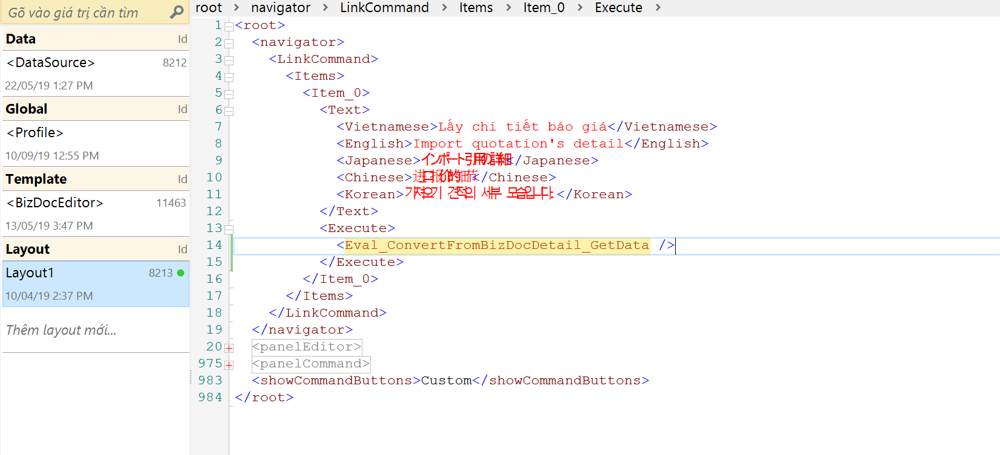 Gõ vào giá trị cần tìm
Data Id
<DataSource> 8212
22/05/19 1:27 PM
Global Id
<Profile>
10/09/19 12:55 PM
Template Id
<BizDocEditor> 11463
13/05/19 3:47 PM
Layout Id
Layout1 8213
10/04/19 2:37 PM
Thêm layout mới...
root > navigator > LinkCommand > Items > Item_0 > Execute >
1 <root>
2 <navigator>
3 <LinkCommand>
4 <Items>
5 <Item_0>
6 <Text>
7 <Vietnamese>Lấy chi tiết báo giá</Vietnamese>
8 <English>Import quotation's detail</English>
9 <Japanese>インポート引用の詳細</Japanese>
10 <Chinese>进口报价的细节</Chinese>
11 <Korean>가져오기 견적의 세부 모습입니다.</Korean>
12 </Text>
13 <Execute>
14 <Eval_ConvertFromBizDocDetail_GetData />
15 </Execute>
16 </Item_0>
17 </Items>
18 </LinkCommand>
19 </navigator>
20 <panelEditor>
975 <panelCommand>
983 <showCommandButtons>Custom</showCommandButtons>
984 </root>